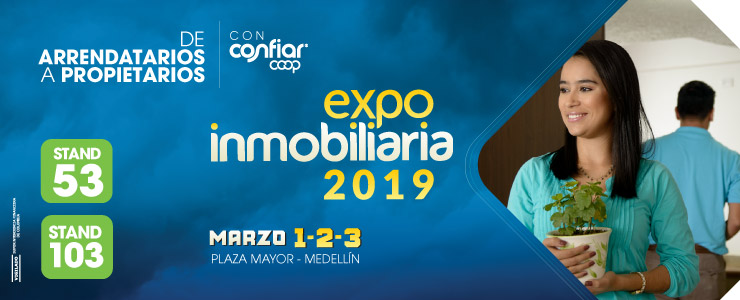 DE
ARRENDATARIOS
A PROPIETARIOS
CON
confiar
coop
expo
inmobiliaria
2019
STAND
53
STAND
103
MARZO 1-2-3
PLAZA MAYOR - MEDELLÍN
VIGILADO